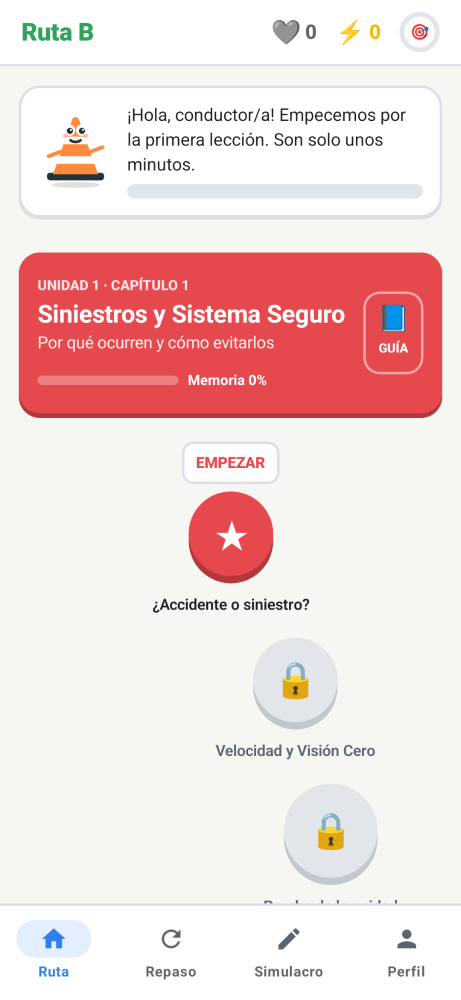 Ruta B
0
0
¡Hola, conductor/a! Empecemos por
la primera lección. Son solo unos
minutos.
UNIDAD 1 · CAPÍTULO 1
Siniestros y Sistema Seguro
Por qué ocurren y cómo evitarlos
Memoria 0%
GUÍA
EMPEZAR
¿Accidente o siniestro?
Velocidad y Visión Cero
Ruta
Repaso
Simulacro
Perfil